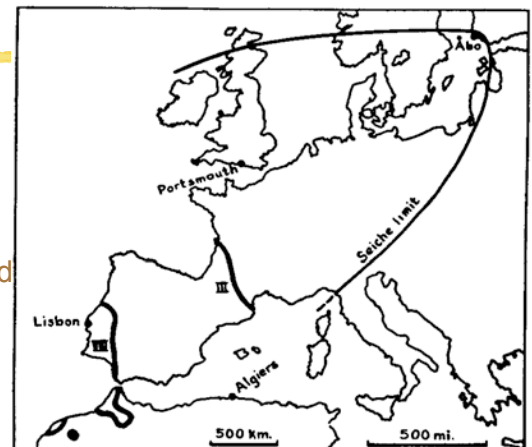 Åbo
Portsmouth
Seiche limit
III
d
Lisbon
VIII
Algiers
500 km.
500 mi.